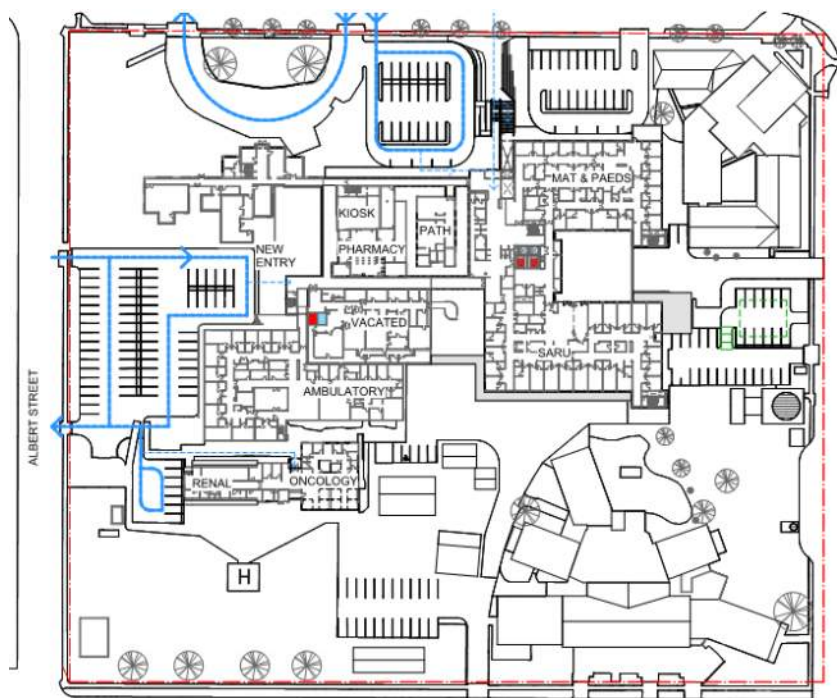 MAT & PAEDS
KIOSK
PATH
NEW
ENTRY
PHARMACY
VACATED
SARU
AMBULATORY
ALBERT STREET
RENAL
ONCOLOGY
H